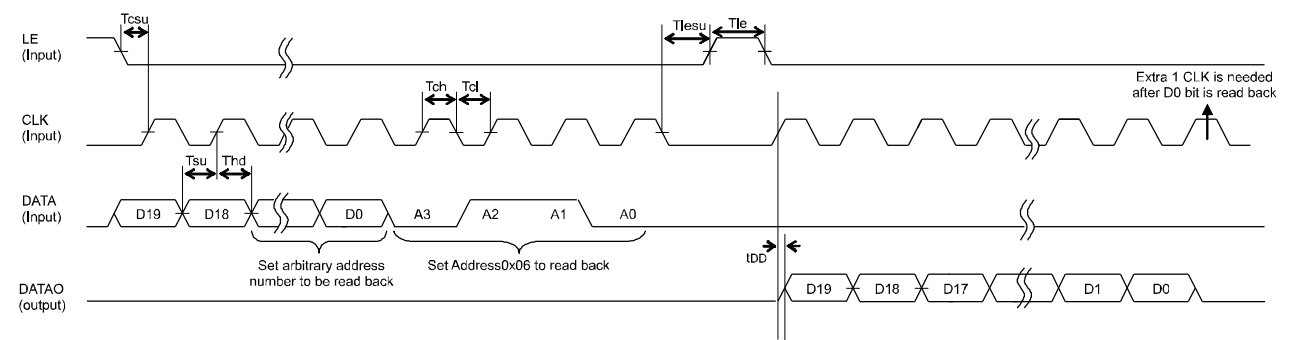 Tcsu
Tlesu
Tle
LE
(Input)
Extra 1 CLK is needed
after D0 bit is read back
Tch
Tcl
CLK
(Input)
Tsu
Thd
DATA
(Input)
D19
D18
D0
A3
A2
A1
A0
Set arbitrary address
number to be read back
Set Address0x06 to read back
tDD
DATAO
(output)
D19
D18
D17
D1
D0